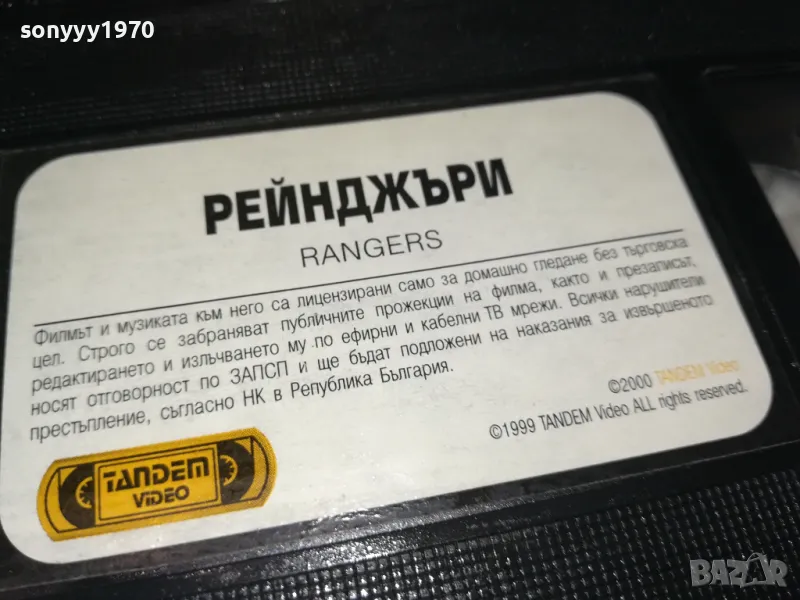 sonyyy1970
РЕЙНДЖЪРИ
RANGERS
Филмът и музиката към него са лицензирани само за домашно гледане без търговска
цел. Строго се забраняват публичните прожекции на филма, както и презаписът,
редактирането и излъчването му по ефирни и кабелни ТВ мрежи. Всички нарушители
носят отговорност по ЗАПСП и ще бъдат подложени на наказания за извършеното
престъпление, съгласно НК в Република България.
©2000 TANDEM Video
©1999 TANDEM Video ALL rights reserved.
TANDEM
VIDEO
BAZAR